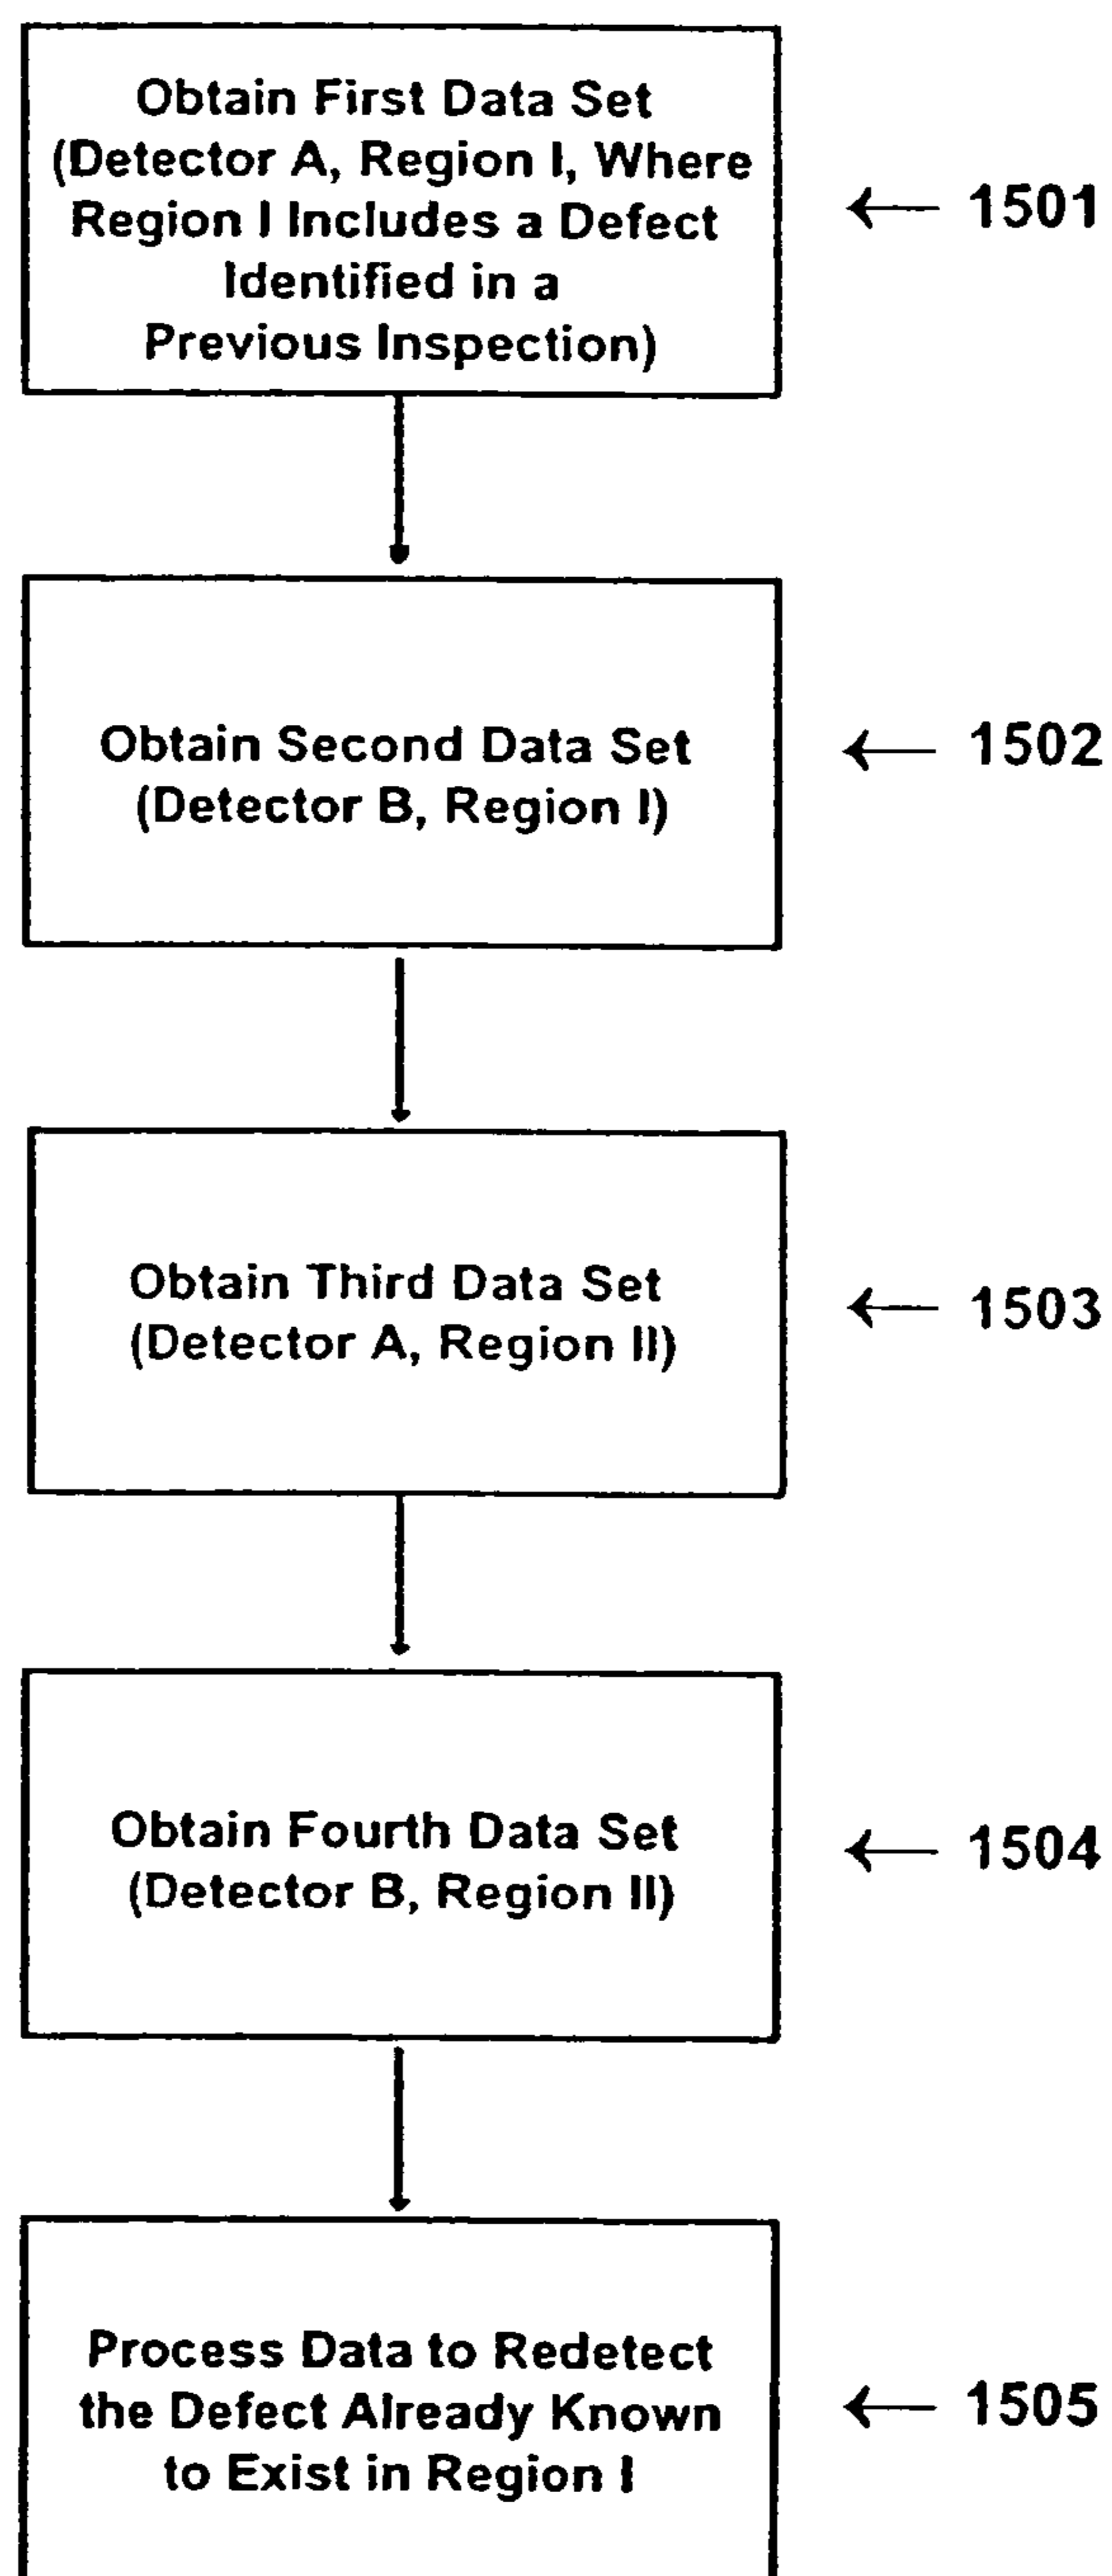 Obtain First Data Set
(Detector A, Region I, Where
Region I Includes a Defect
Identified in a
Previous Inspection)
1501
Obtain Second Data Set
(Detector B, Region I)
1502
Obtain Third Data Set
(Detector A, Region II)
1503
Obtain Fourth Data Set
(Detector B, Region II)
1504
Process Data to Redetect
the Defect Already Known
to Exist in Region I
1505